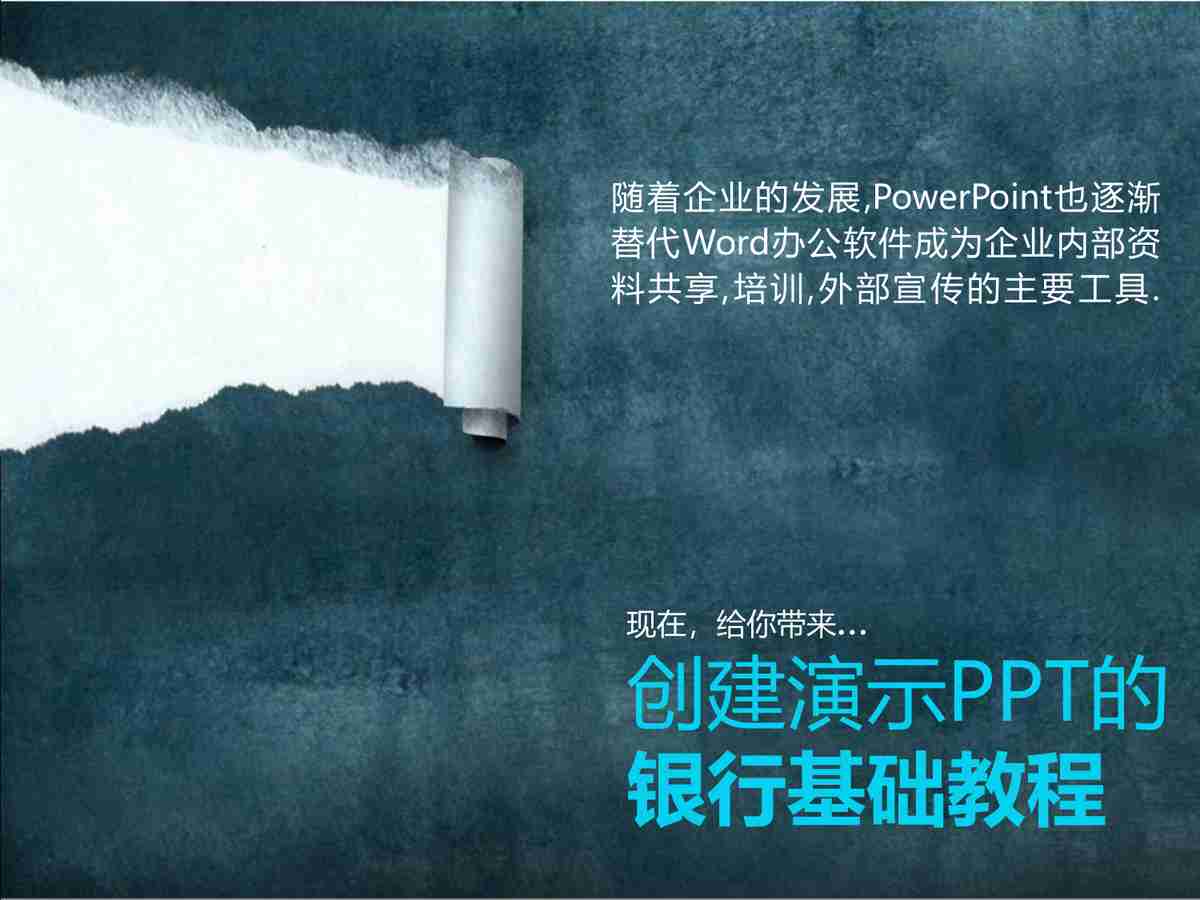 随着企业的发展,PowerPoint也逐渐
替代Word办公软件成为企业内部资
料共享,培训,外部宣传的主要工具.
现在，给你带来...
创建演示PPT的
银行基础教程